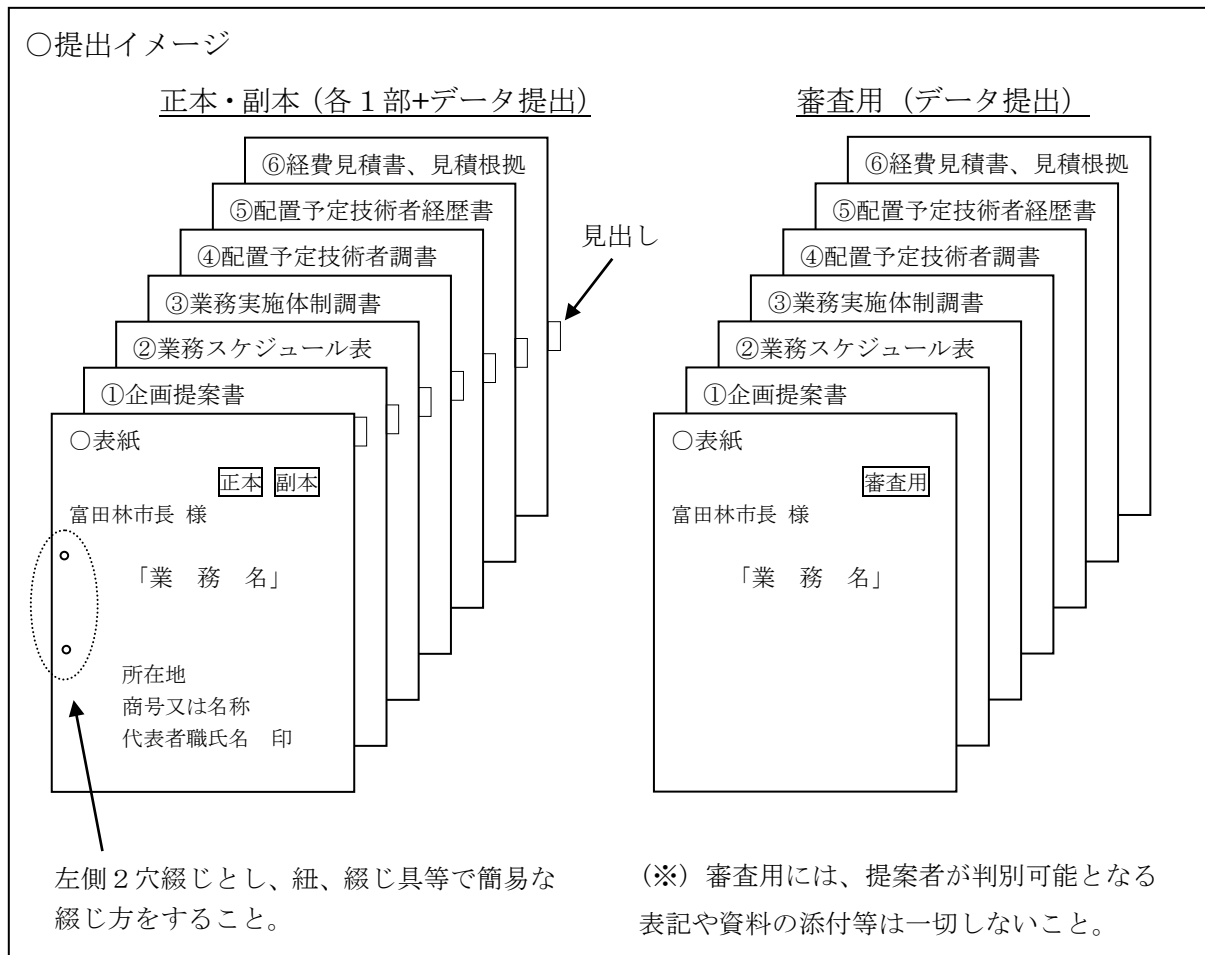 ○提出イメージ
正本・副本（各１部+データ提出）
⑥経費見積書、見積根拠
⑤配置予定技術者経歴書
④配置予定技術者調書
③業務実施体制調書
②業務スケジュール表
①企画提案書
○表紙
正本 副本
富田林市長 様
「業　務　名」
所在地
商号又は名称
代表者職氏名　印
見出し
左側２穴綴じとし、紐、綴じ具等で簡易な
綴じ方をすること。
審査用（データ提出）
⑥経費見積書、見積根拠
⑤配置予定技術者経歴書
④配置予定技術者調書
③業務実施体制調書
②業務スケジュール表
①企画提案書
○表紙
審査用
富田林市長 様
「業　務　名」
（※）審査用には、提案者が判別可能となる
表記や資料の添付等は一切しないこと。